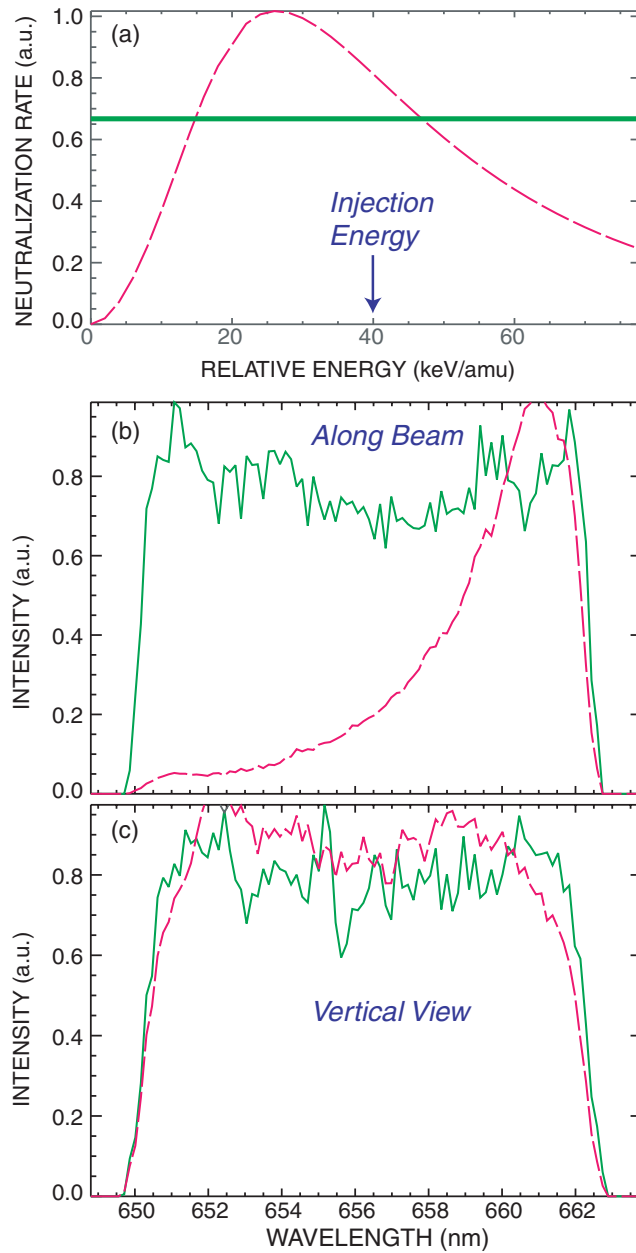 (a)
NEUTRALIZATION RATE (a.u.)
1.0
0.8
0.6
0.4
0.2
0.0
Injection
Energy
0 20 40 60
RELATIVE ENERGY (keV/amu)
(b)
Along Beam
INTENSITY (a.u.)
0.8
0.6
0.4
0.2
0.0
(c)
Vertical View
INTENSITY (a.u.)
0.8
0.6
0.4
0.2
0.0
650 652 654 656 658 660 662
WAVELENGTH (nm)